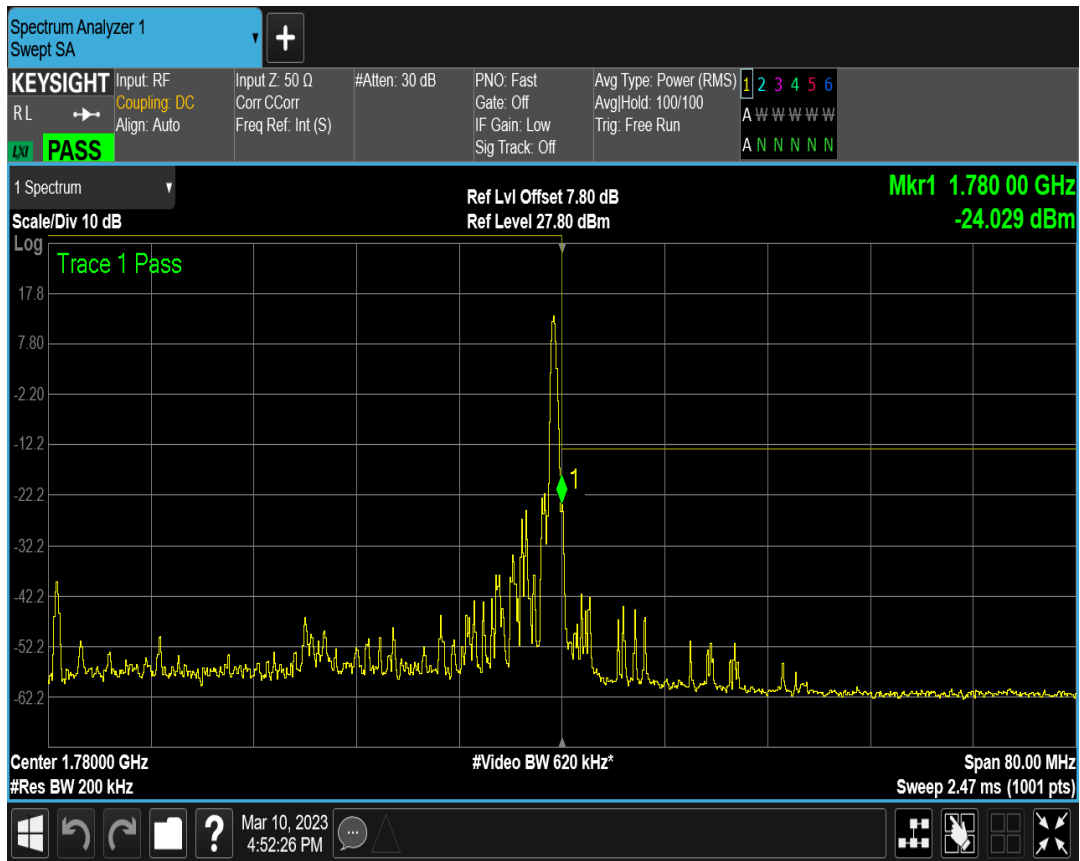 Spectrum Analyzer 1
Swept SA
+
KEYSIGHT
RL
LXI
PASS
Input: RF
Coupling: DC
Align: Auto
Input Z: 50 Ω
Corr CCorr
Freq Ref: Int (S)
#Atten: 30 dB
PNO: Fast
Gate: Off
IF Gain: Low
Sig Track: Off
Avg Type: Power (RMS)
Avg|Hold: 100/100
Trig: Free Run
1 2 3 4 5 6
A W W W W W
A N N N N N
1 Spectrum
Scale/Div 10 dB
Ref Lvl Offset 7.80 dB
Ref Level 27.80 dBm
Mkr1 1.780 00 GHz
-24.029 dBm
Log
Trace 1 Pass
17.8
7.80
-2.20
-12.2
1
-22.2
-32.2
-42.2
-52.2
-62.2
Center 1.78000 GHz
#Video BW 620 kHz*
Span 80.00 MHz
#Res BW 200 kHz
Sweep 2.47 ms (1001 pts)
?
Mar 10, 2023
4:52:26 PM
...